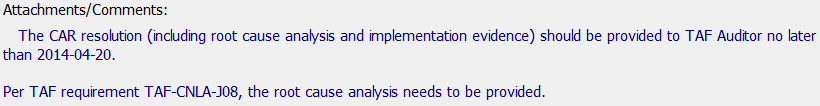 Attachments/Comments:
The CAR resolution (including root cause analysis and implementation evidence) should be provided to TAF Auditor no later
than 2014-04-20.
Per TAF requirement TAF-CNLA-J08, the root cause analysis needs to be provided.